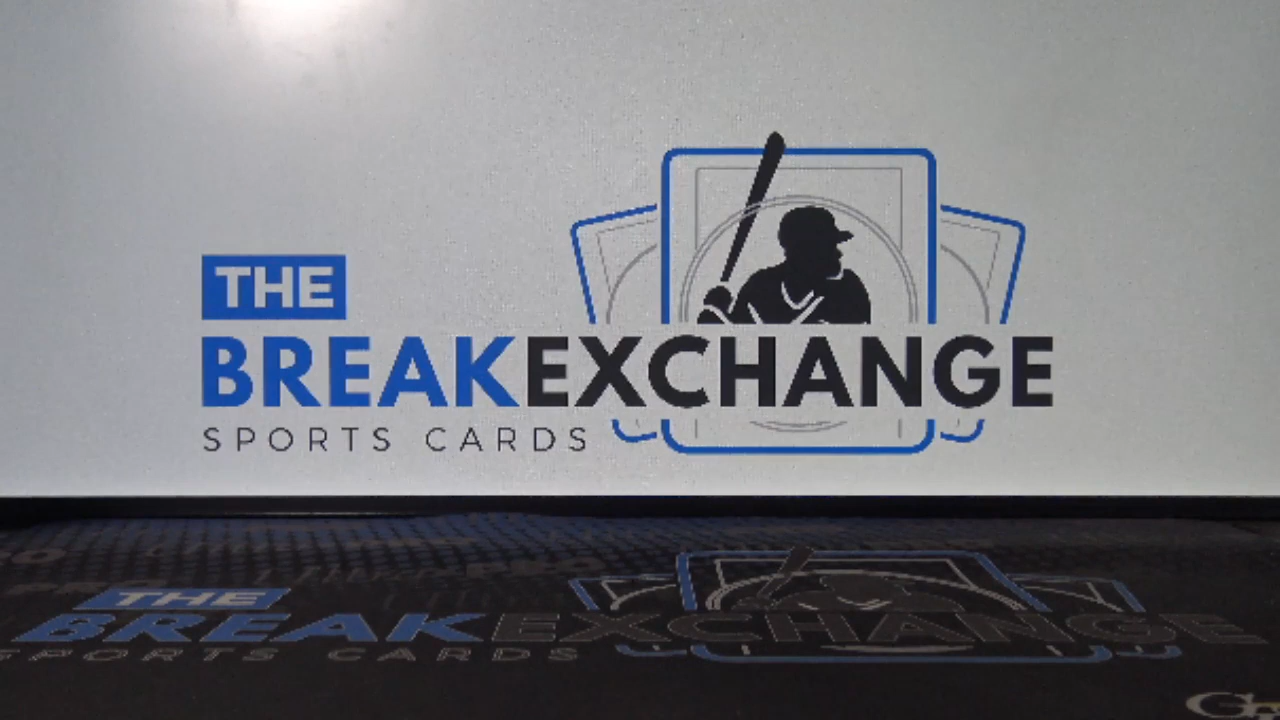 THE
BREAKEXCHANGE
SPORTS CARDS
THE
BREAKEXCHANGE
SPORTS CARDS